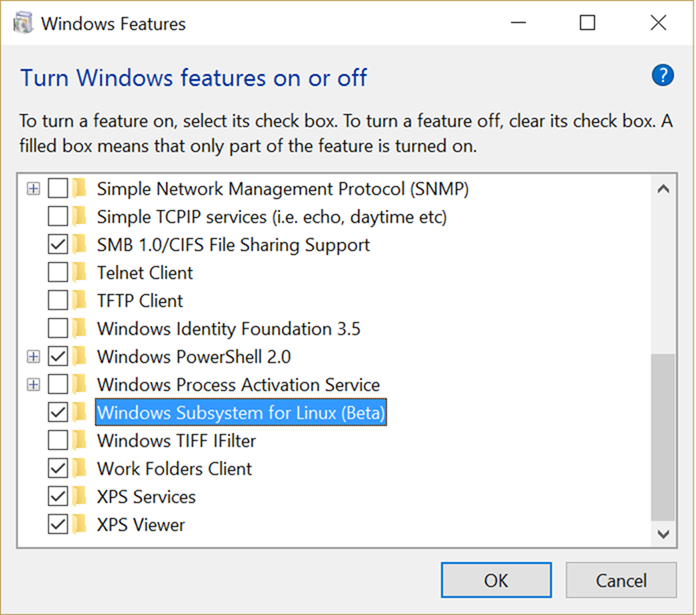 Windows Features
Turn Windows features on or off
?
To turn a feature on, select its check box. To turn a feature off, clear its check box. A
filled box means that only part of the feature is turned on.
Simple Network Management Protocol (SNMP)
Simple TCPIP services (i.e. echo, daytime etc)
SMB 1.0/CIFS File Sharing Support
Telnet Client
TFTP Client
Windows Identity Foundation 3.5
Windows PowerShell 2.0
Windows Process Activation Service
Windows Subsystem for Linux (Beta)
Windows TIFF IFilter
Work Folders Client
XPS Services
XPS Viewer
OK Cancel